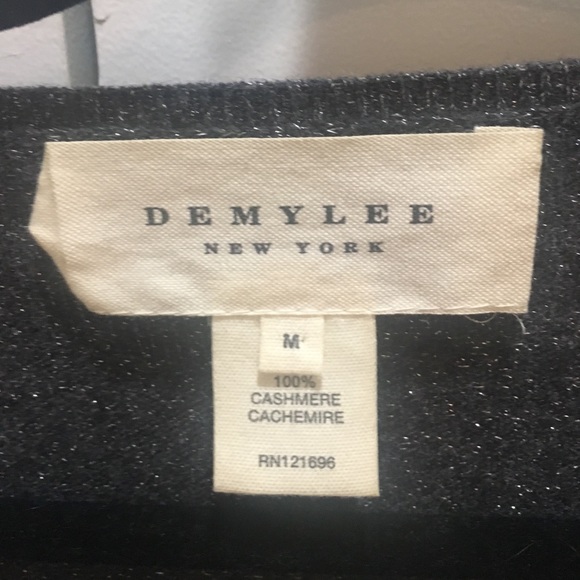 DEMYLEE
NEW YORK
M
100%
CASHMERE
CACHEMIRE
RN121696